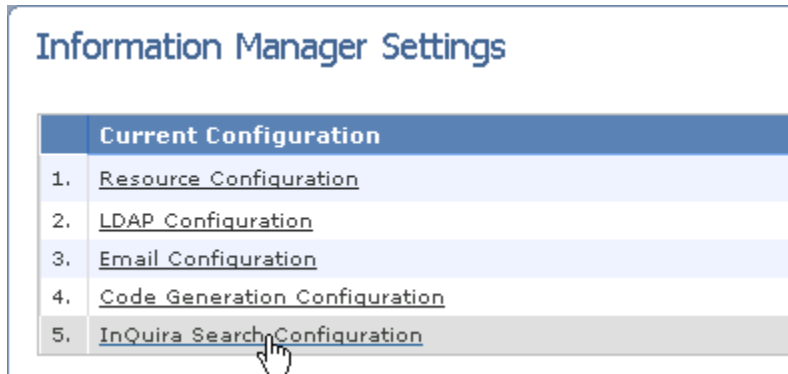 Information Manager Settings
Current Configuration
1. Resource Configuration
2. LDAP Configuration
3. Email Configuration
4. Code Generation Configuration
5. InQuira Search Configuration